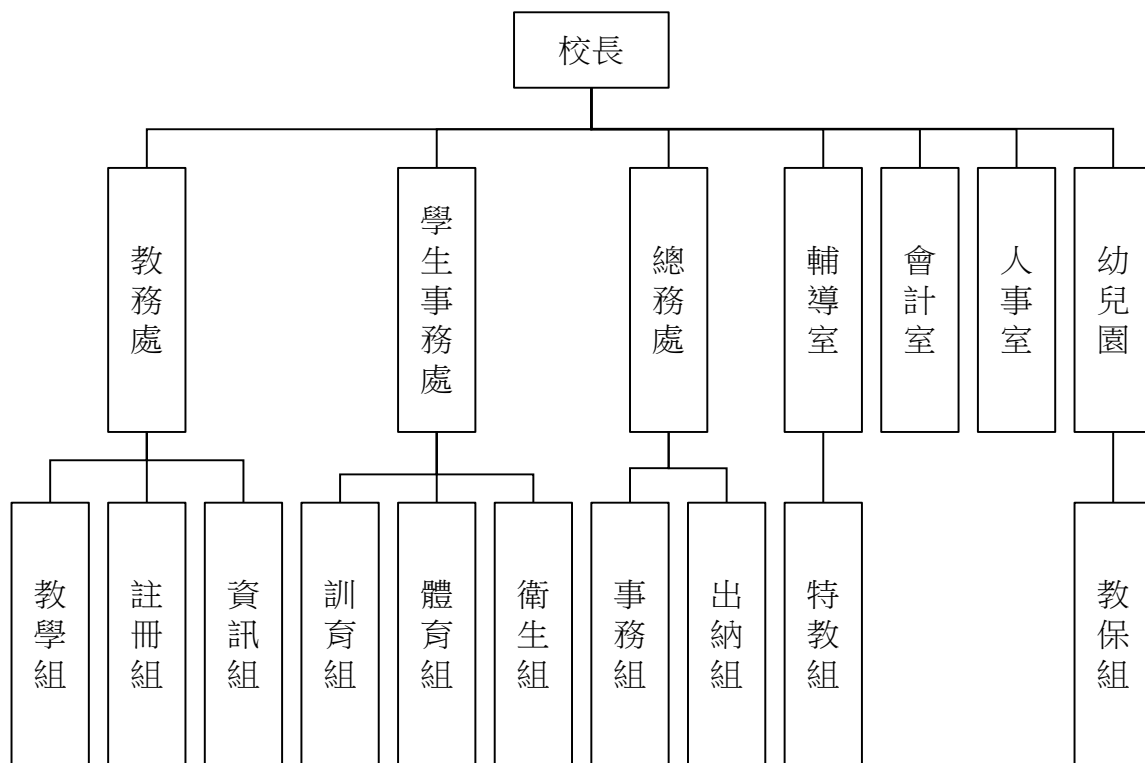 校長
教務處
學生事務處
總務處
輔導室
會計室
人事室
幼兒園
教學組
註冊組
資訊組
訓育組
體育組
衛生組
事務組
出納組
特教組
教保組